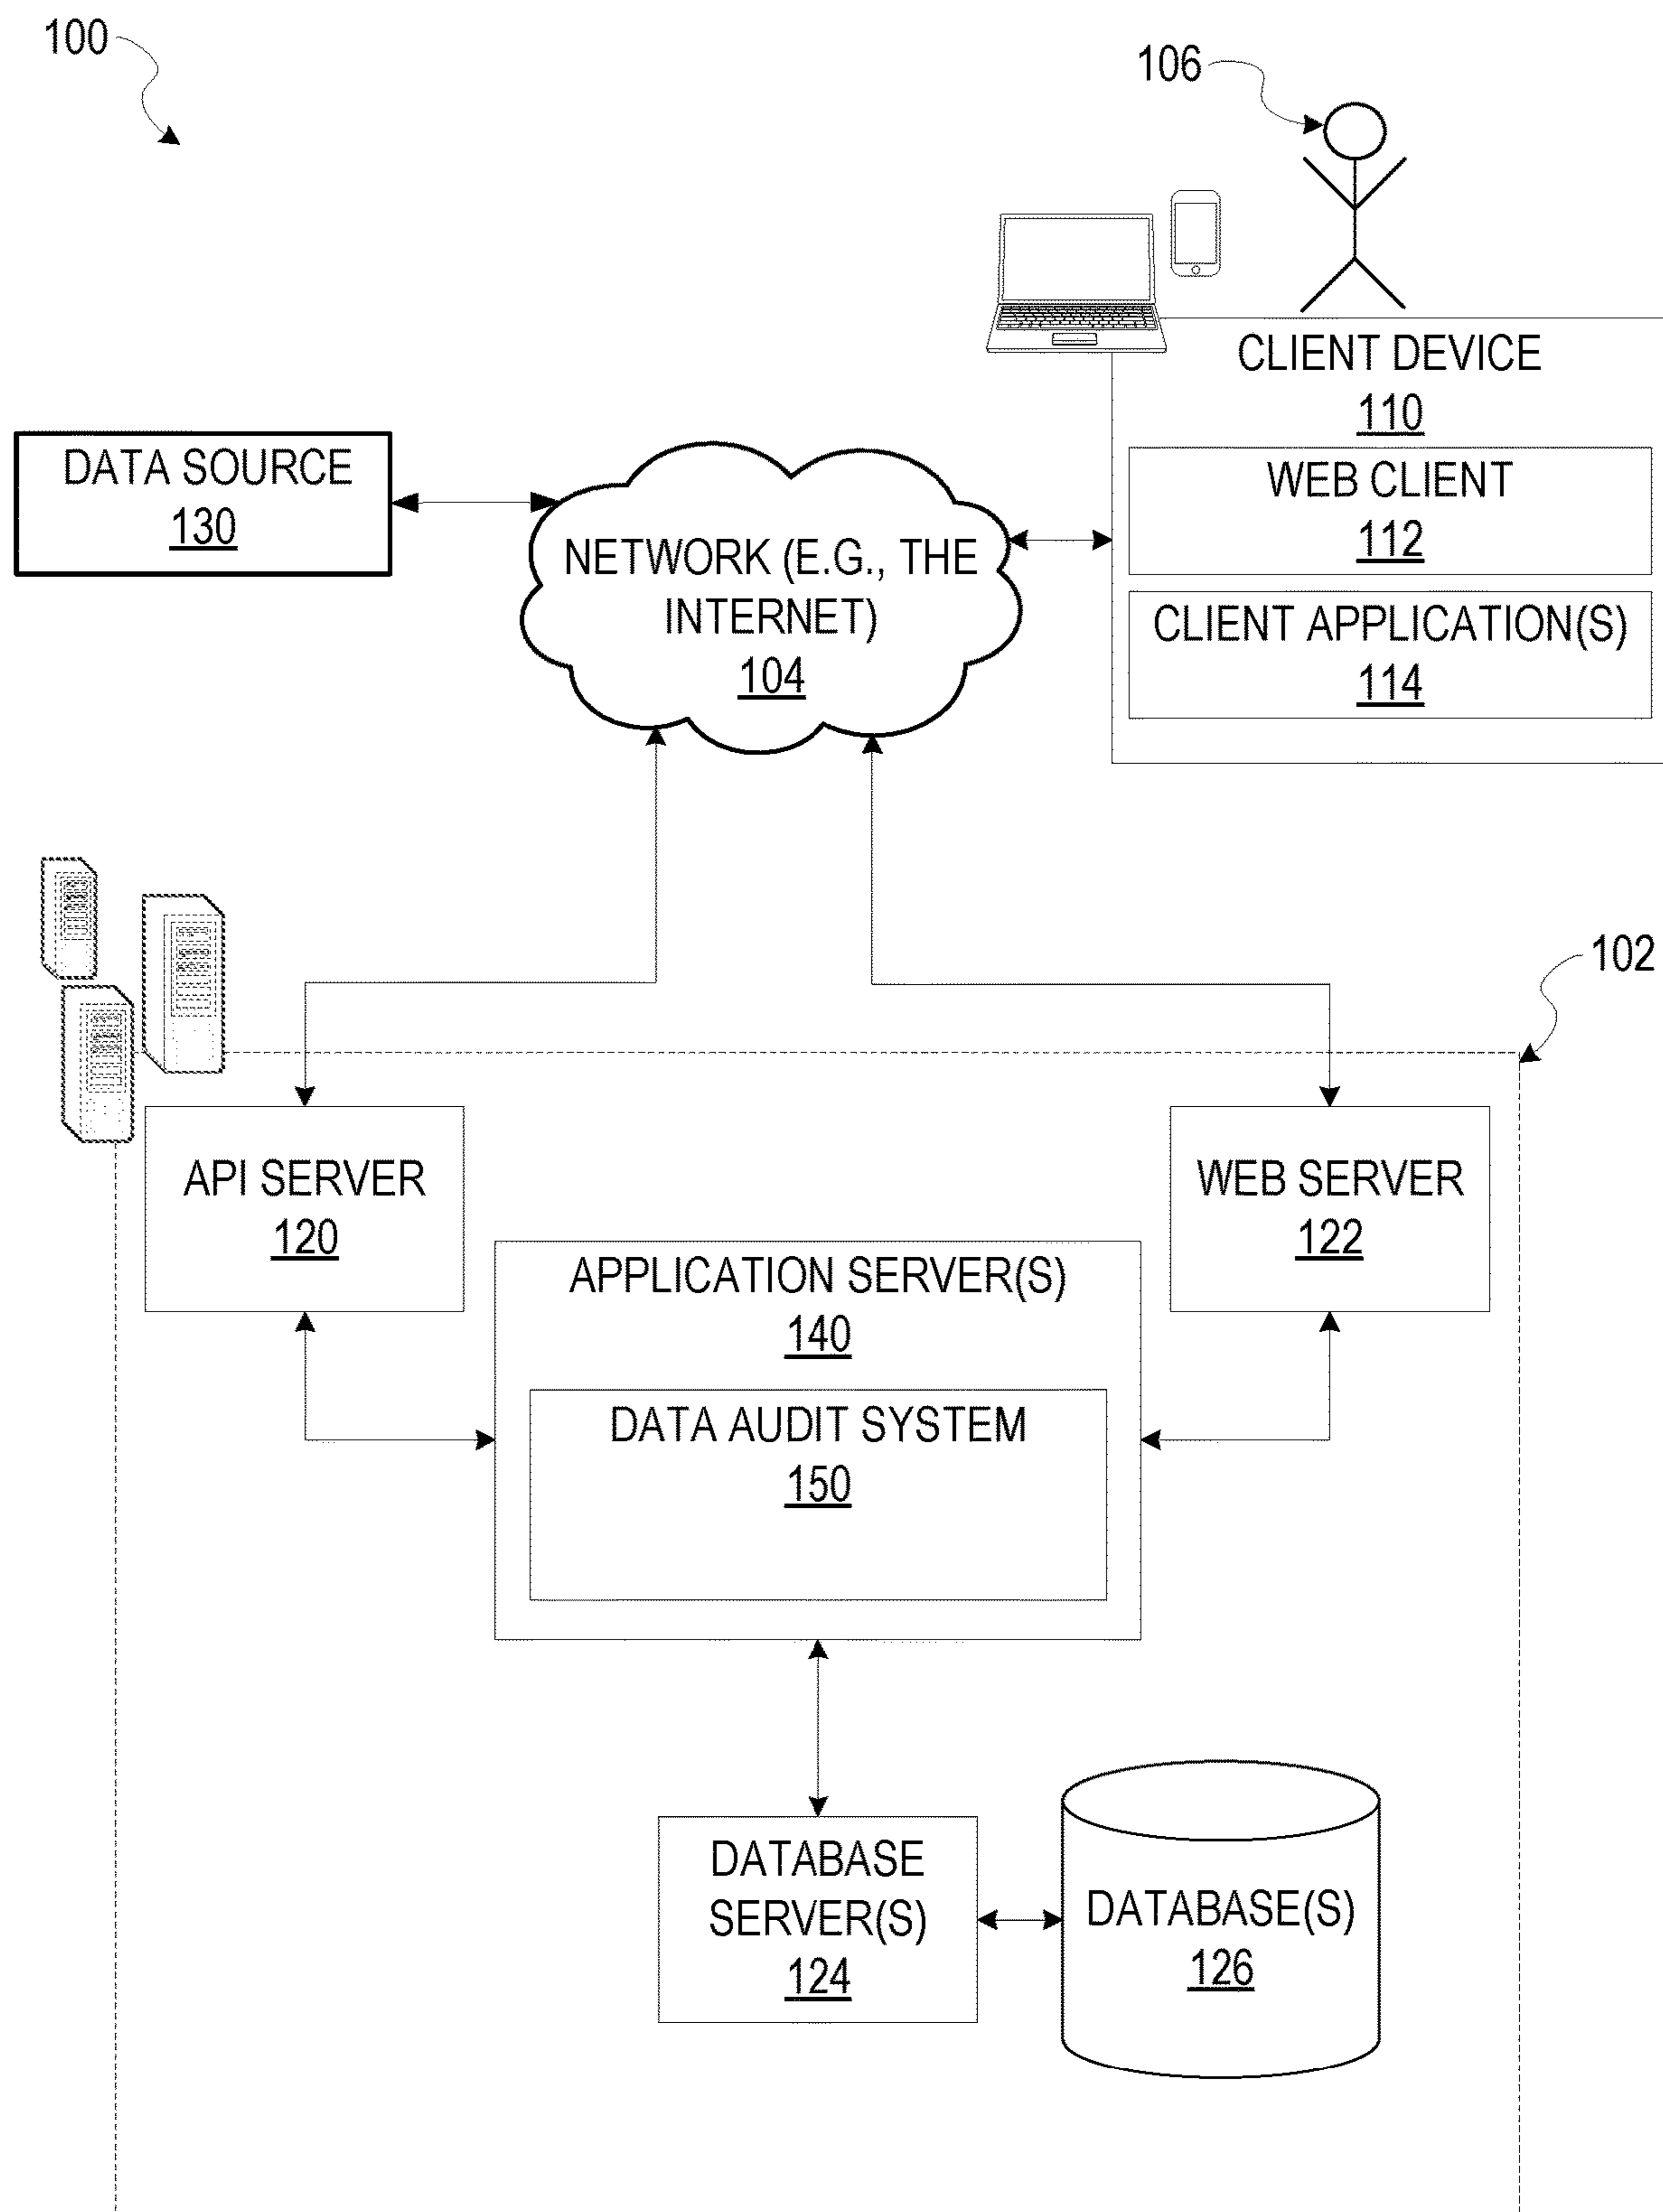 100
106
CLIENT DEVICE
110
WEB CLIENT
112
CLIENT APPLICATION(S)
114
DATA SOURCE
130
NETWORK (E.G., THE
INTERNET)
104
102
API SERVER
120
WEB SERVER
122
APPLICATION SERVER(S)
140
DATA AUDIT SYSTEM
150
DATABASE
SERVER(S)
124
DATABASE(S)
126